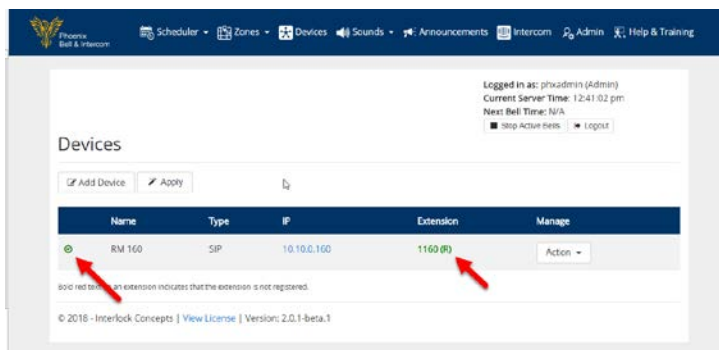 Phoenix
Bell & Intercom
Scheduler
Zones
Devices
Sounds
Announcements
Intercom
Admin
Help & Training
Logged in as: phxadmin (Admin)
Current Server Time: 12:41:02 pm
Next Bell Time: N/A
Stop Active Bells
Logout
Devices
Add Device
Apply
Name Type IP Extension Manage
RM 160 SIP 10.10.0.160 1160 (R) Action
Bold red text in an extension indicates that the extension is not registered.
© 2018 - Interlock Concepts | View License | Version: 2.0.1-beta.1